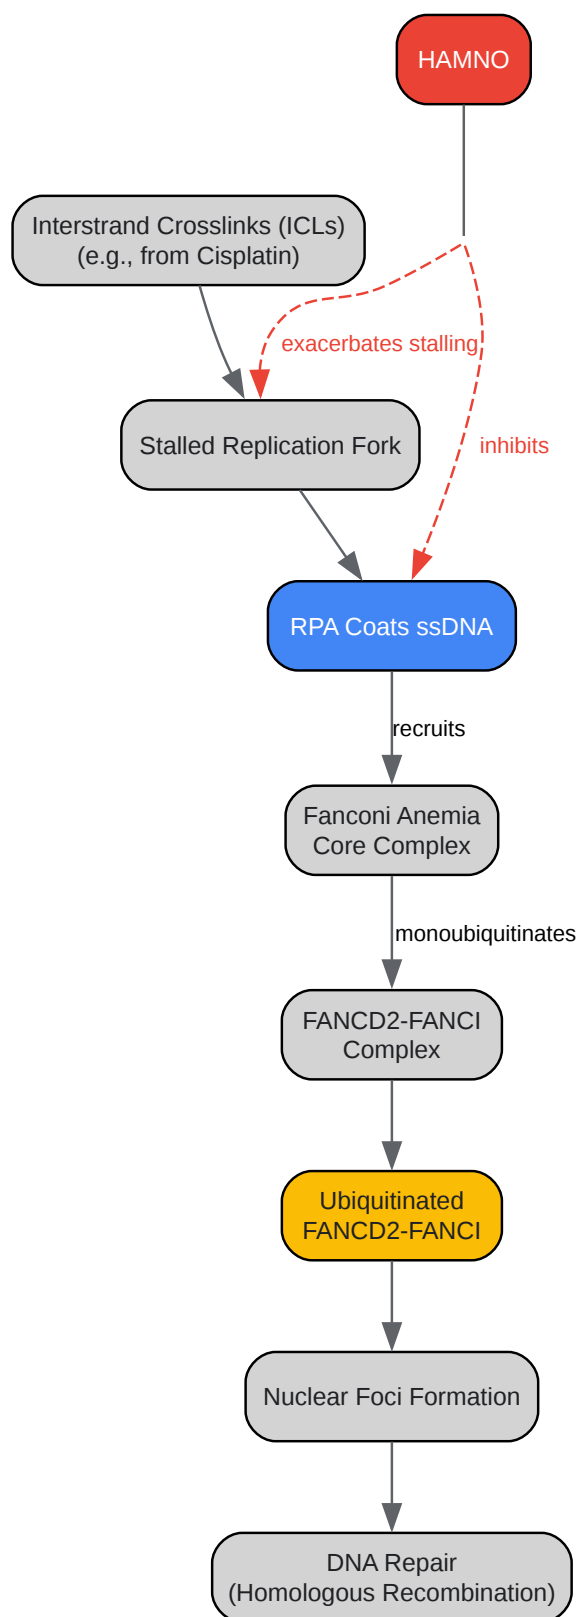 HAMNO
Interstrand Crosslinks (ICLs)
(e.g., from Cisplatin)
exacerbates stalling
Stalled Replication Fork
inhibits
RPA Coats ssDNA
recruits
Fanconi Anemia
Core Complex
monoubiquitinates
FANCD2-FANCI
Complex
Ubiquitinated
FANCD2-FANCI
Nuclear Foci Formation
DNA Repair
(Homologous Recombination)